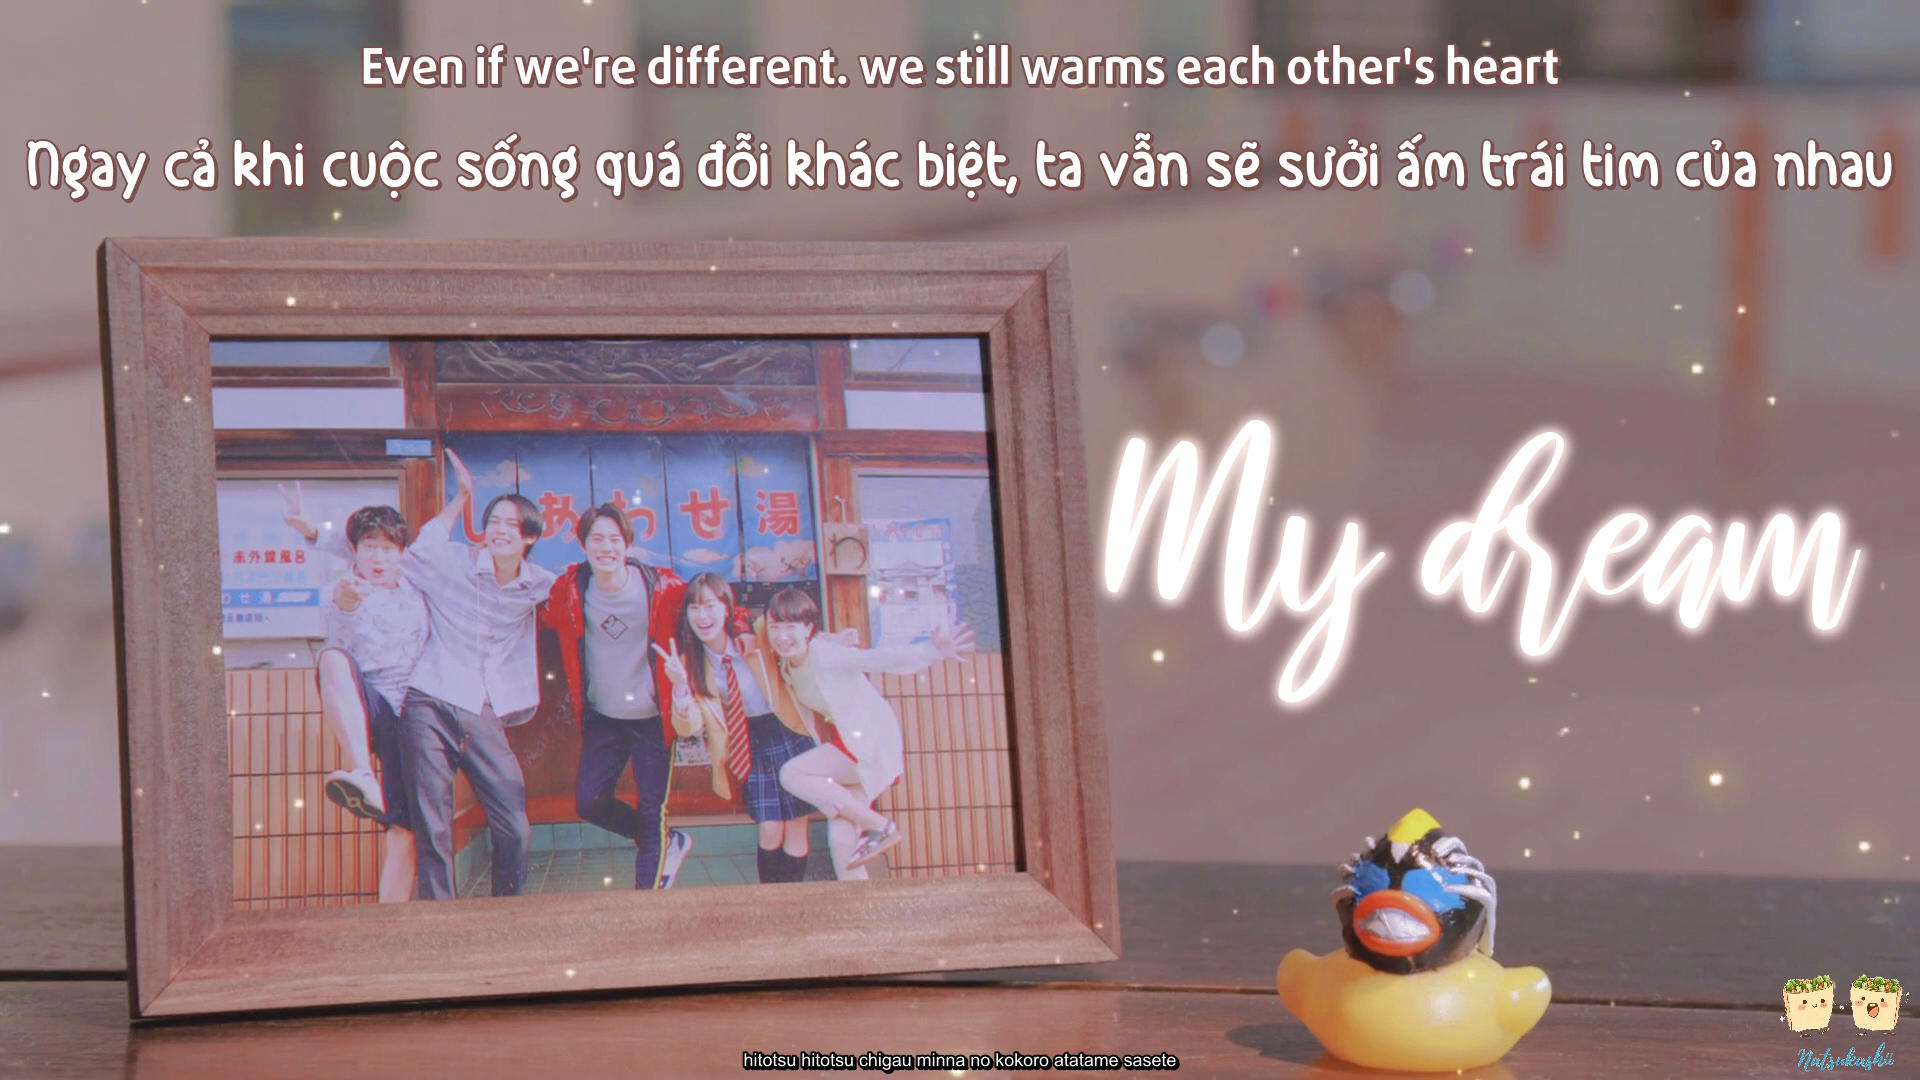 Even if we're different. we still warms each other's heart
Ngay cả khi cuộc sống quá đỗi khác biệt, ta vẫn sẽ sưởi ấm trái tim của nhau
しあわせ湯
わ
My dream
hitotsu hitotsu chigau minna no kokoro atatame sasete
Natsukashii